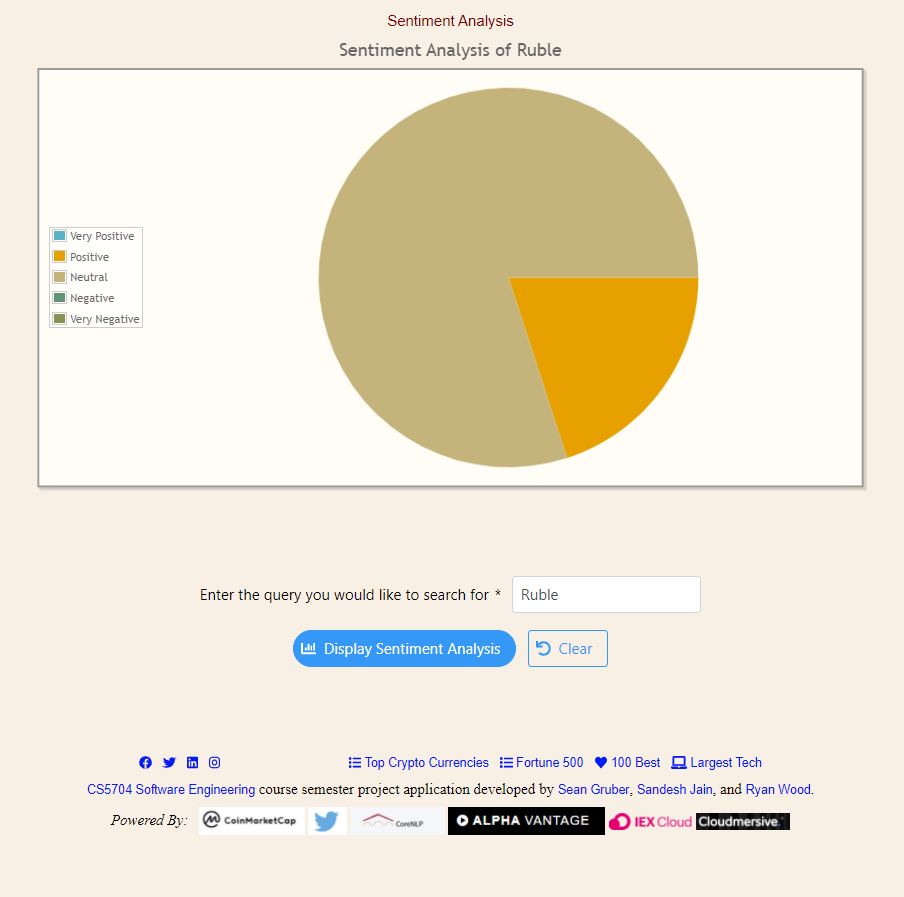 Sentiment Analysis
Sentiment Analysis of Ruble
Very Positive
Positive
Neutral
Negative
Very Negative
Enter the query you would like to search for * Ruble
Display Sentiment Analysis Clear
Top Crypto Currencies Fortune 500 100 Best Largest Tech
CS5704 Software Engineering course semester project application developed by Sean Gruber, Sandesh Jain, and Ryan Wood.
Powered By: CoinMarketCap CoreNLP ALPHA VANTAGE IEX Cloud Cloudmersive